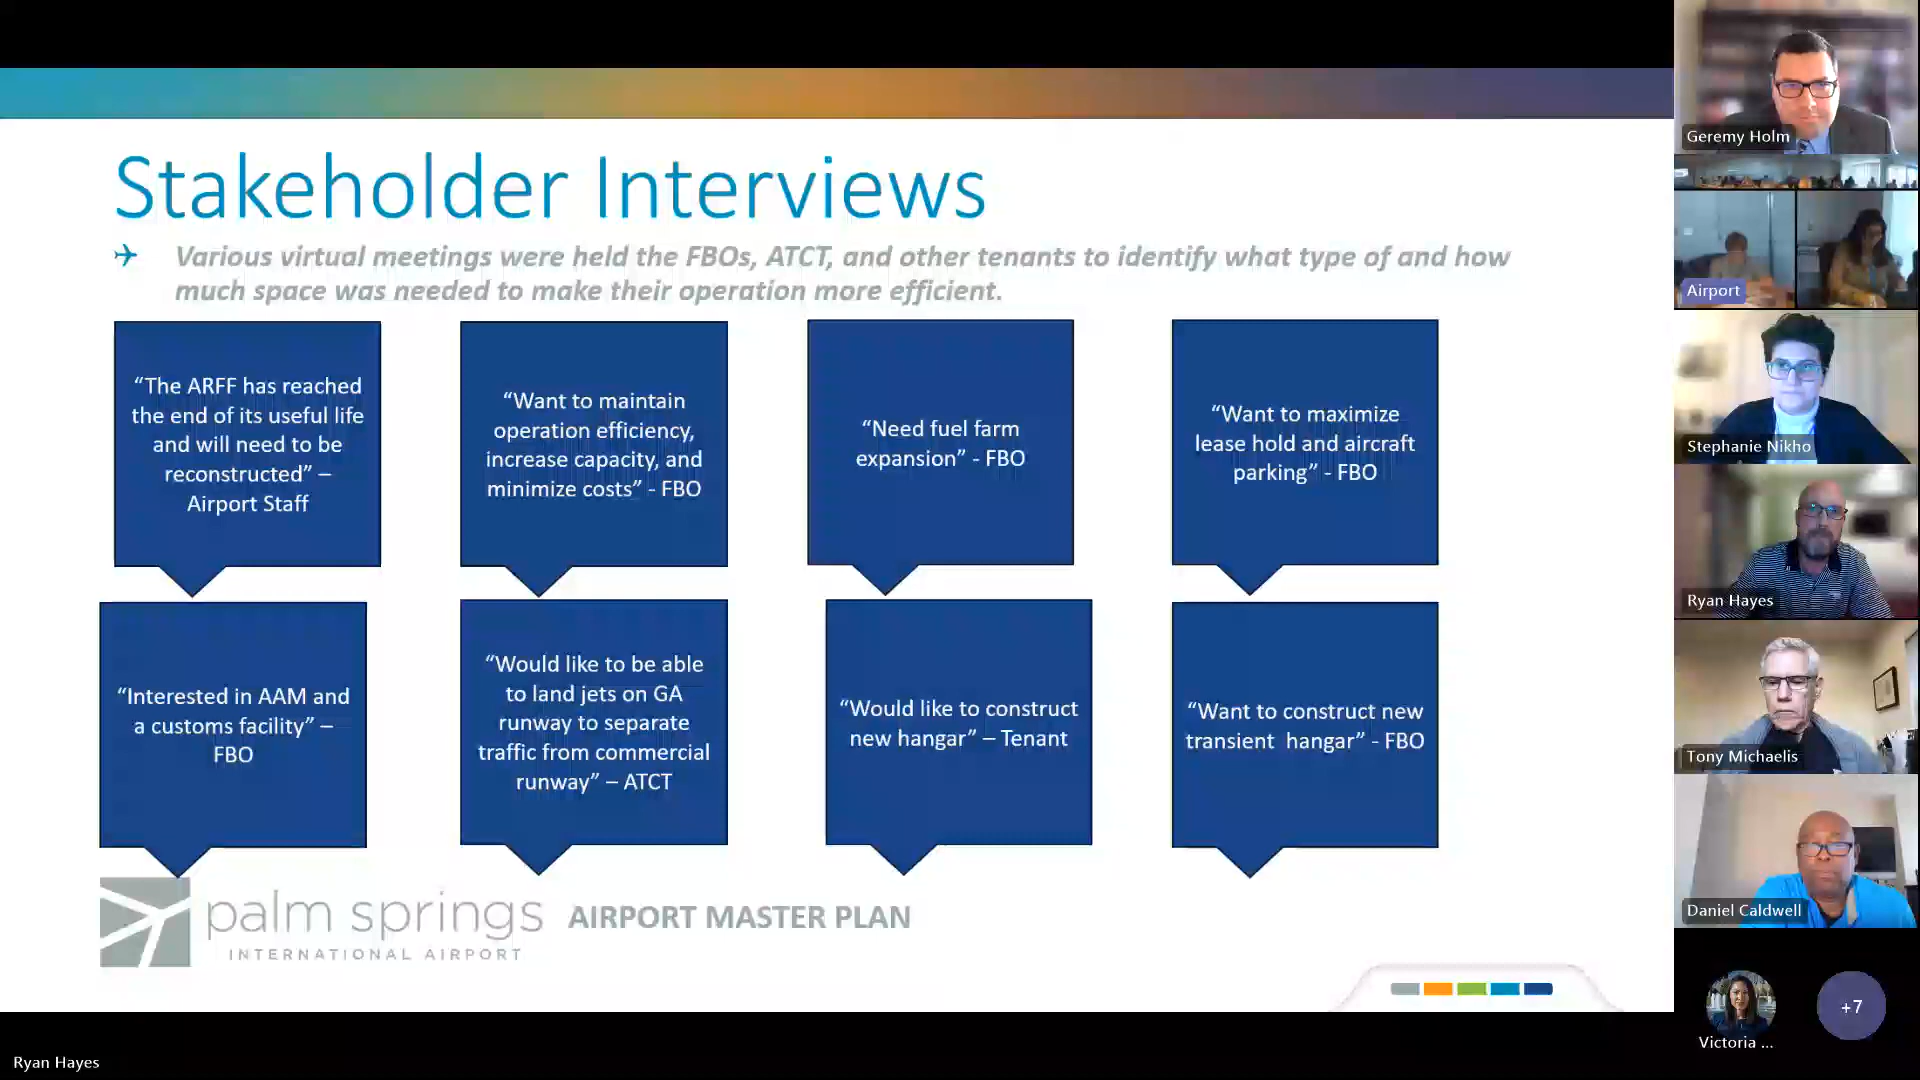 Stakeholder Interviews
Various virtual meetings were held the FBOs, ATCT, and other tenants to identify what type of and how
much space was needed to make their operation more efficient.
“The ARFF has reached
the end of its useful life
and will need to be
reconstructed” –
Airport Staff
“Want to maintain
operation efficiency,
increase capacity, and
minimize costs” - FBO
“Need fuel farm
expansion” - FBO
“Want to maximize
lease hold and aircraft
parking” - FBO
“Interested in AAM and
a customs facility” –
FBO
“Would like to be able
to land jets on GA
runway to separate
traffic from commercial
runway” – ATCT
“Would like to construct
new hangar” – Tenant
“Want to construct new
transient hangar” - FBO
palm springs
INTERNATIONAL AIRPORT
AIRPORT MASTER PLAN
Ryan Hayes
Geremy Holm
Airport
Stephanie Nikho
Ryan Hayes
Tony Michaelis
Daniel Caldwell
Victoria ...
+7